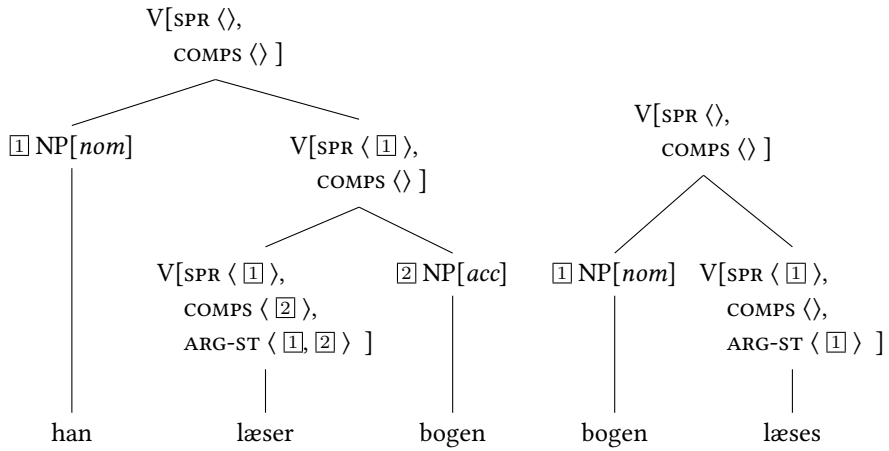 V[SPR ⟨⟩,
COMPS ⟨⟩ ]
1 NP[nom]
V[SPR ⟨ 1 ⟩,
COMPS ⟨⟩ ]
V[SPR ⟨ 1 ⟩,
COMPS ⟨ 2 ⟩,
ARG-ST ⟨ 1, 2 ⟩ ]
2 NP[acc]
han
læser
bogen
V[SPR ⟨⟩,
COMPS ⟨⟩ ]
1 NP[nom]
V[SPR ⟨ 1 ⟩,
COMPS ⟨⟩,
ARG-ST ⟨ 1 ⟩ ]
bogen
læses